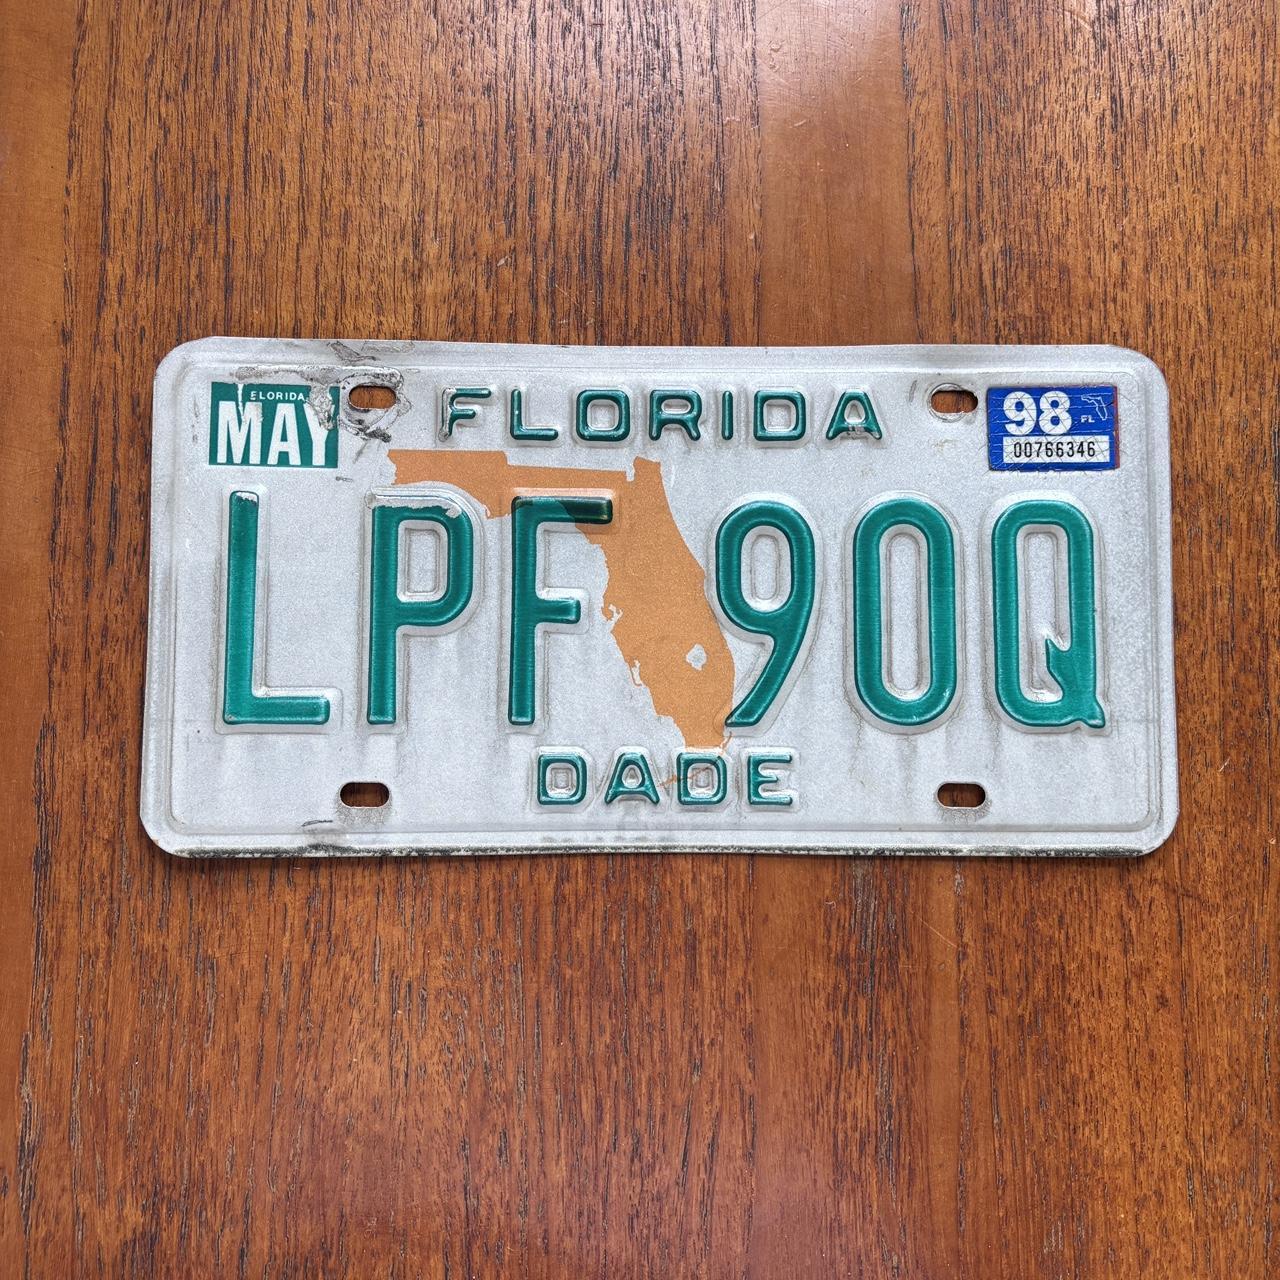 FLORIDA
MAY
FLORIDA
98
FL
00766346
LPF 90Q
DADE